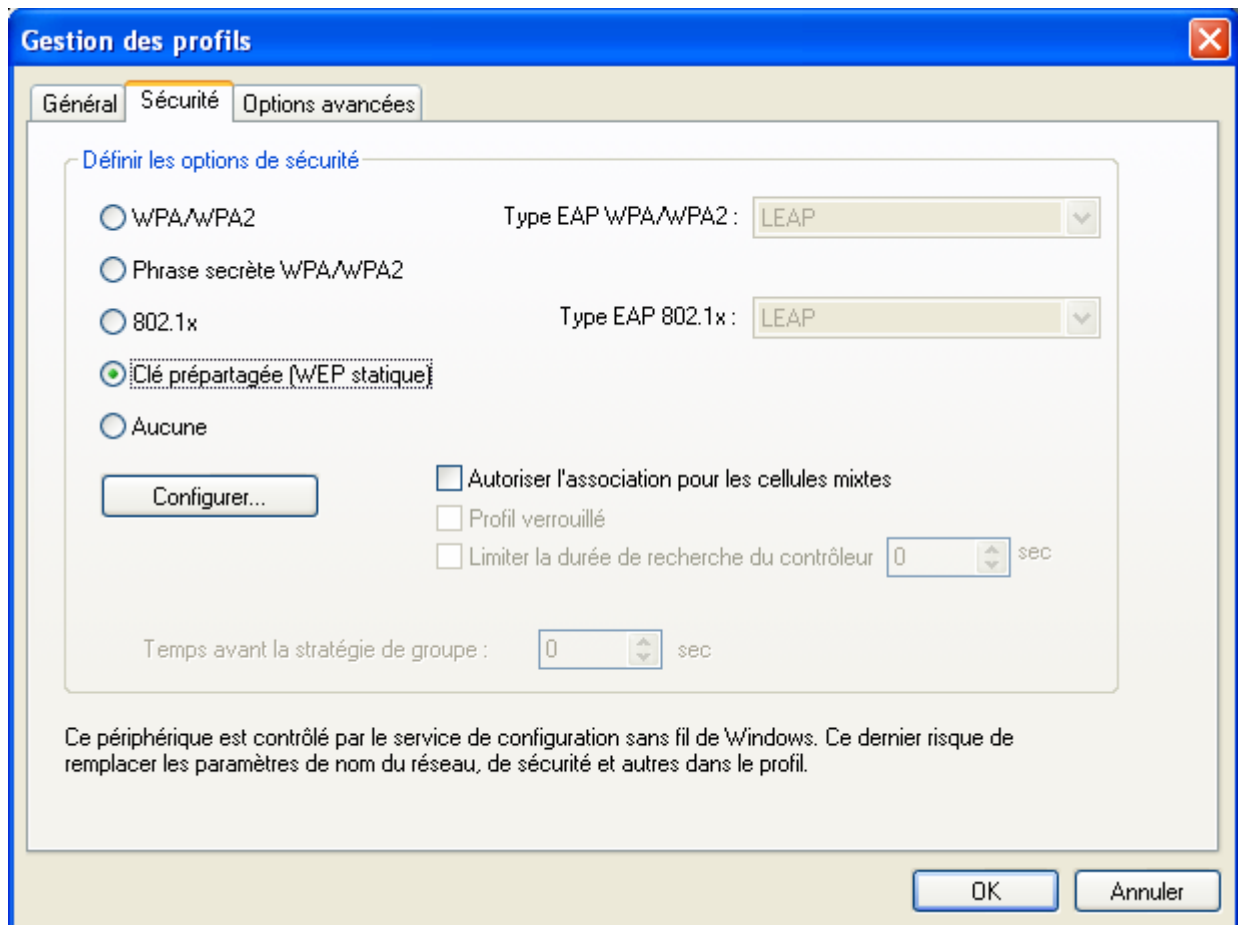 Gestion des profils
Général Sécurité Options avancées
Définir les options de sécurité
WPA/WPA2 Type EAP WPA/WPA2 : LEAP
Phrase secrète WPA/WPA2
802.1x Type EAP 802.1x : LEAP
Clé prépartagée (WEP statique)
Aucune
Configurer... Autoriser l'association pour les cellules mixtes
Profil verrouillé
Limiter la durée de recherche du contrôleur 0 sec
Temps avant la stratégie de groupe : 0 sec
Ce périphérique est contrôlé par le service de configuration sans fil de Windows. Ce dernier risque de
remplacer les paramètres de nom du réseau, de sécurité et autres dans le profil.
OK Annuler